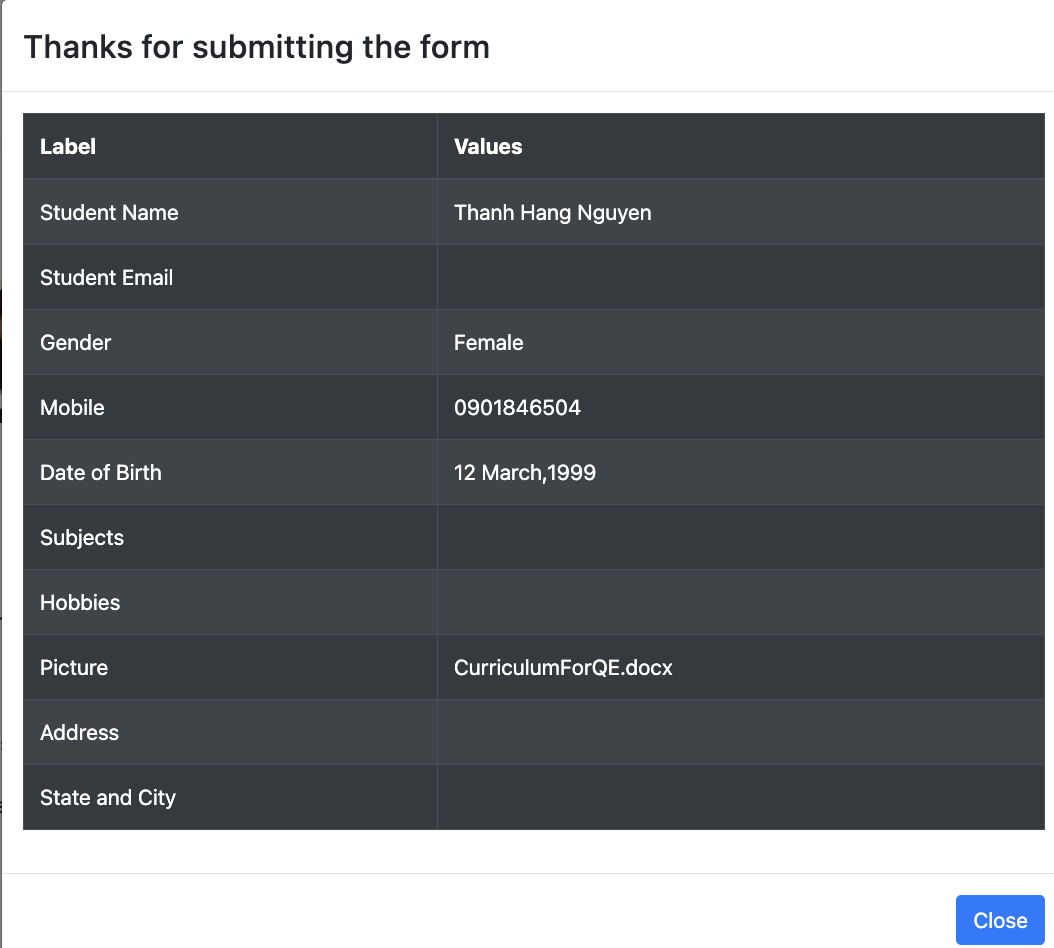 Thanks for submitting the form
Label Values
Student Name Thanh Hang Nguyen
Student Email
Gender Female
Mobile 0901846504
Date of Birth 12 March,1999
Subjects
Hobbies
Picture CurriculumForQE.docx
Address
State and City
Close